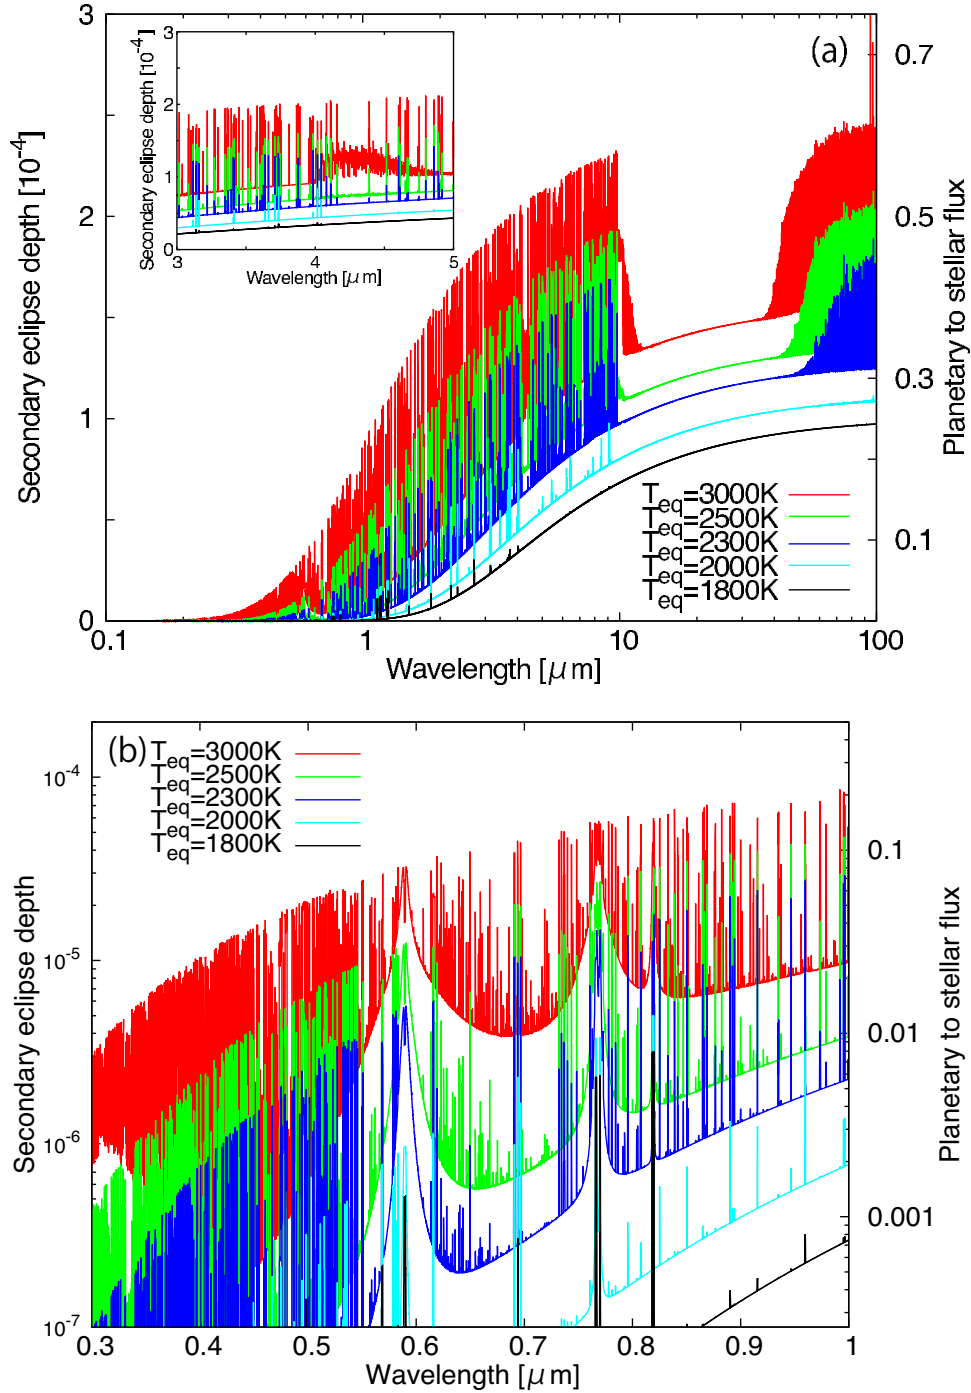 (a)
3
2
1
0
0.1
1
10
100
Wavelength [μm]
Secondary eclipse depth [10-4]
0.7
0.5
0.3
0.1
Planetary to stellar flux
3
2
1
0
3
4
5
Wavelength [μm]
Secondary eclipse depth [10-4]
Teq=3000K
Teq=2500K
Teq=2300K
Teq=2000K
Teq=1800K
(b)
Teq=3000K
Teq=2500K
Teq=2300K
Teq=2000K
Teq=1800K
10-4
10-5
10-6
10-7
Secondary eclipse depth
0.1
0.01
0.001
Planetary to stellar flux
0.3
0.4
0.5
0.6
0.7
0.8
0.9
1
Wavelength [μm]